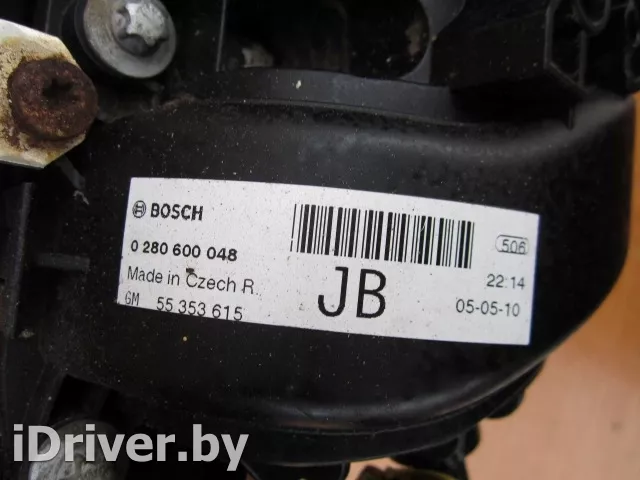 BOSCH
506
0 280 600 048
22:14
Made in Czech R.
JB
05-05-10
GM 55 353 615
iDriver.by